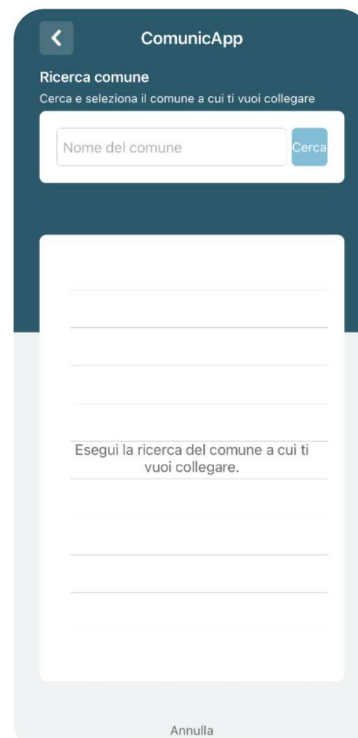 ComunicApp
Ricerca comune
Cerca e seleziona il comune a cui ti vuoi collegare
Nome del comune
Cerca
Esegui la ricerca del comune a cui ti
vuoi collegare.
Annulla